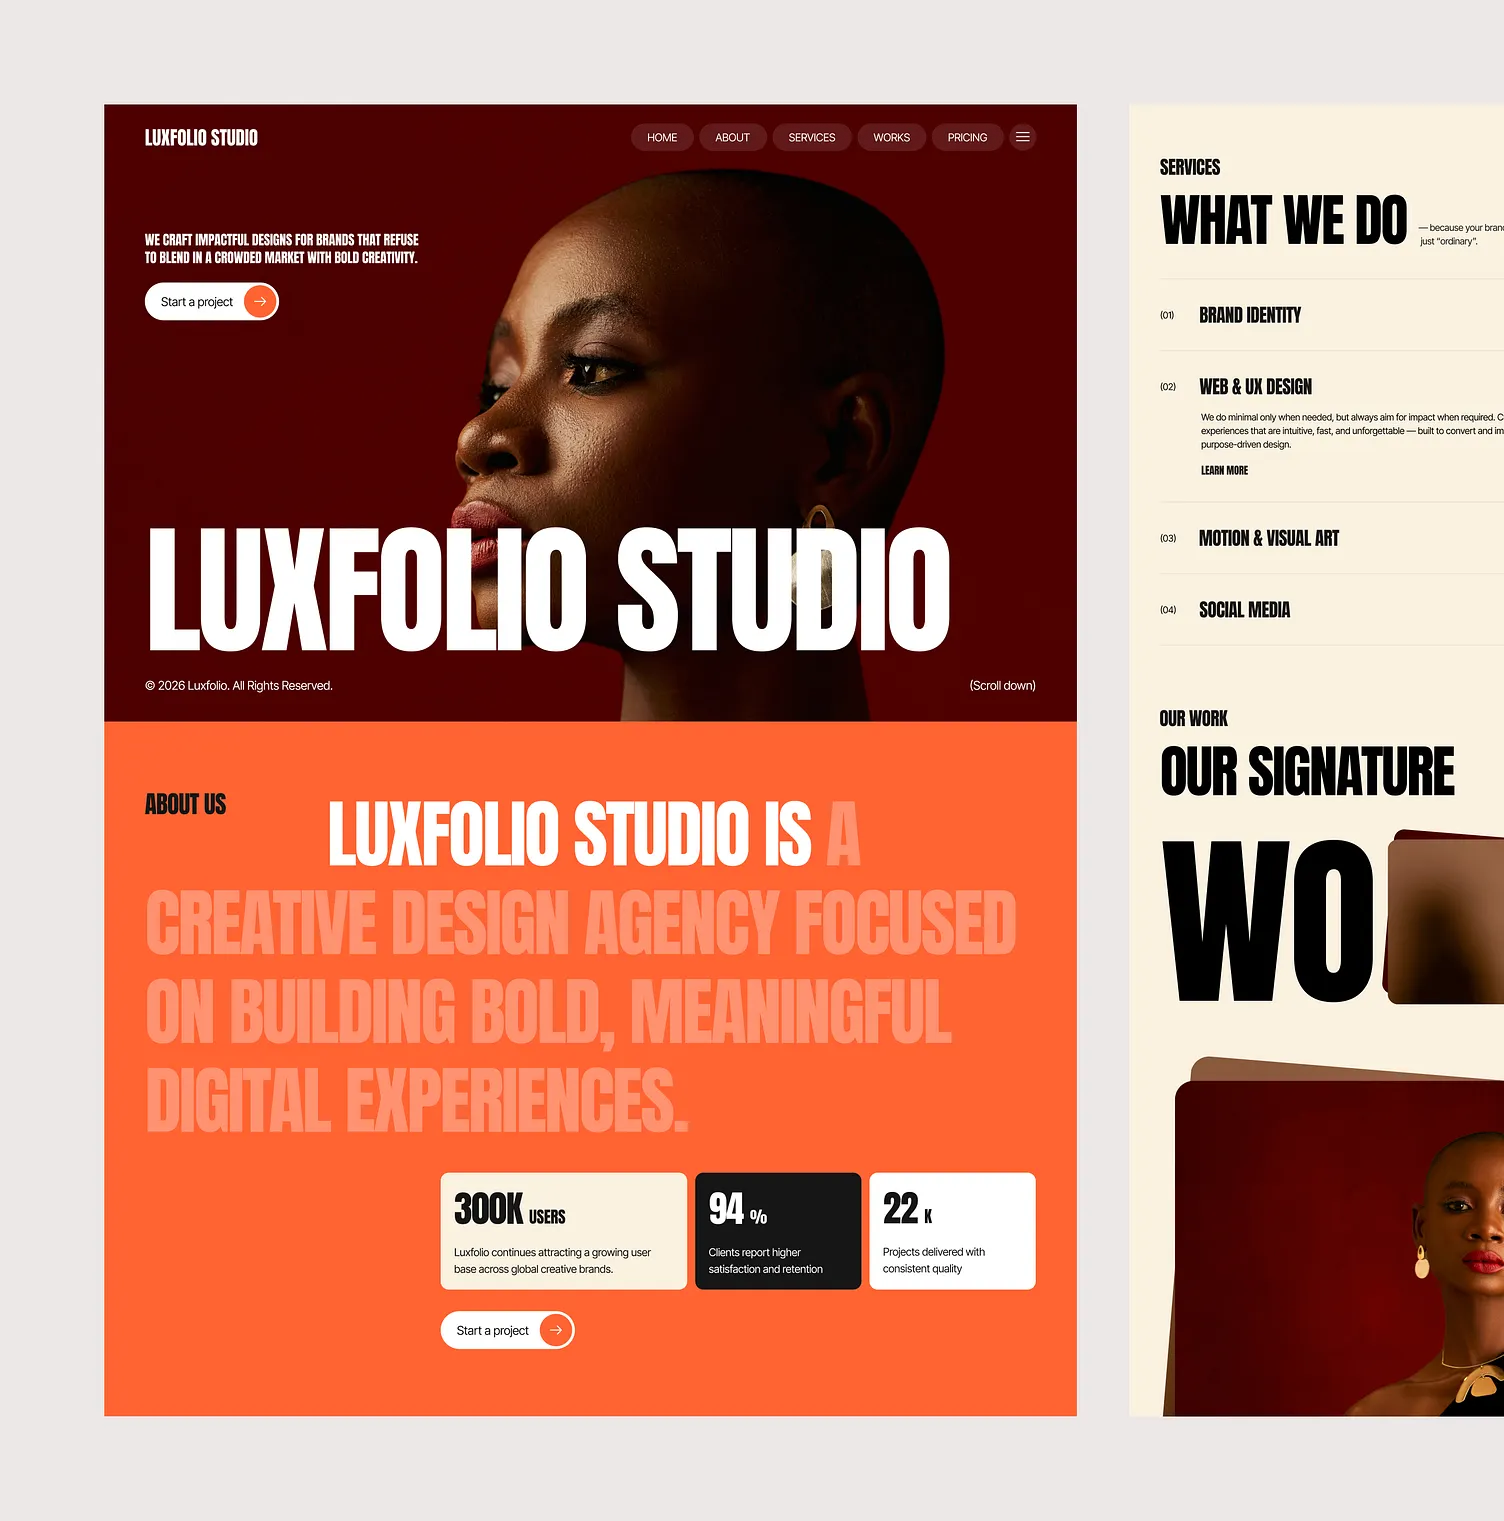 LUXFOLIO STUDIO
HOME
ABOUT
SERVICES
WORKS
PRICING
WE CRAFT IMPACTFUL DESIGNS FOR BRANDS THAT REFUSE
TO BLEND IN A CROWDED MARKET WITH BOLD CREATIVITY.
Start a project
LUXFOLIO STUDIO
© 2026 Luxfolio. All Rights Reserved.
(Scroll down)
ABOUT US
LUXFOLIO STUDIO IS A
CREATIVE DESIGN AGENCY FOCUSED
ON BUILDING BOLD, MEANINGFUL
DIGITAL EXPERIENCES.
300K USERS
Luxfolio continues attracting a growing user
base across global creative brands.
94 %
Clients report higher
satisfaction and retention
22 K
Projects delivered with
consistent quality
Start a project
SERVICES
WHAT WE DO
— because your brand
just "ordinary".
(01)
BRAND IDENTITY
(02)
WEB & UX DESIGN
We do minimal only when needed, but always aim for impact when required. C
experiences that are intuitive, fast, and unforgettable — built to convert and im
purpose-driven design.
LEARN MORE
(03)
MOTION & VISUAL ART
(04)
SOCIAL MEDIA
OUR WORK
OUR SIGNATURE
WO